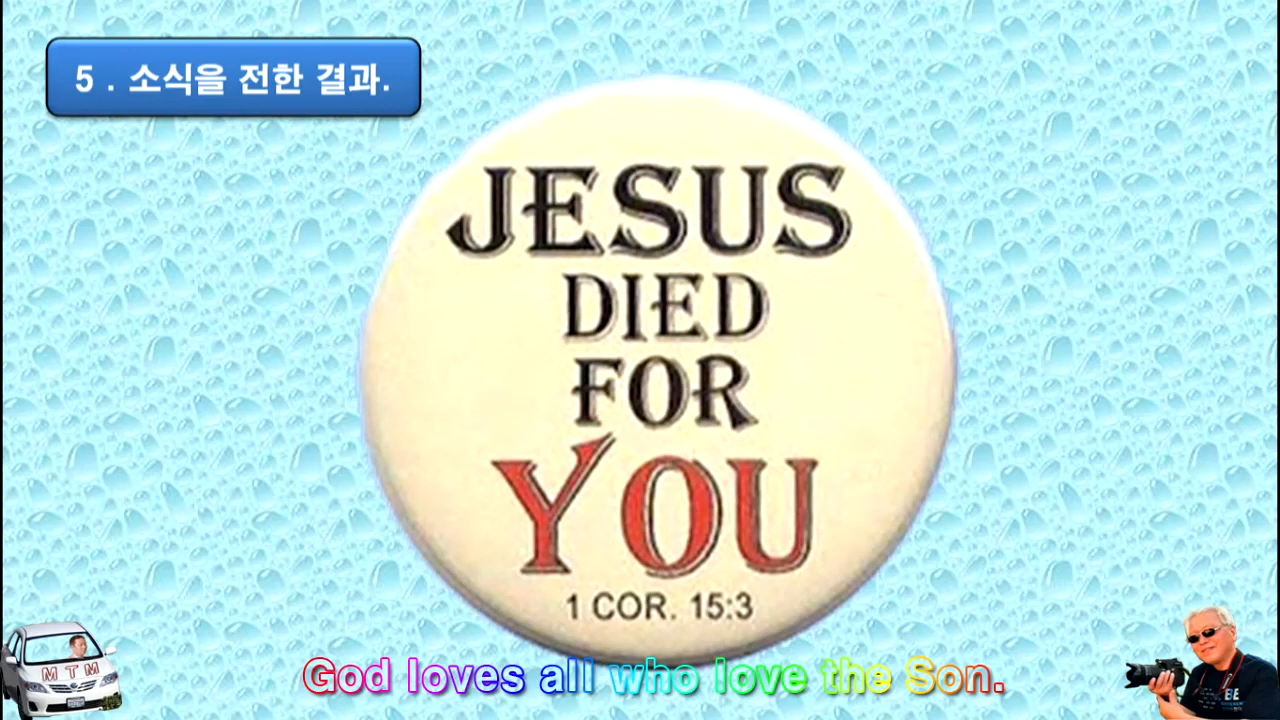 5 . 소식을 전한 결과.
JESUS
DIED
FOR
YOU
1 COR. 15:3
God loves all who love the Son.
M T M
BE